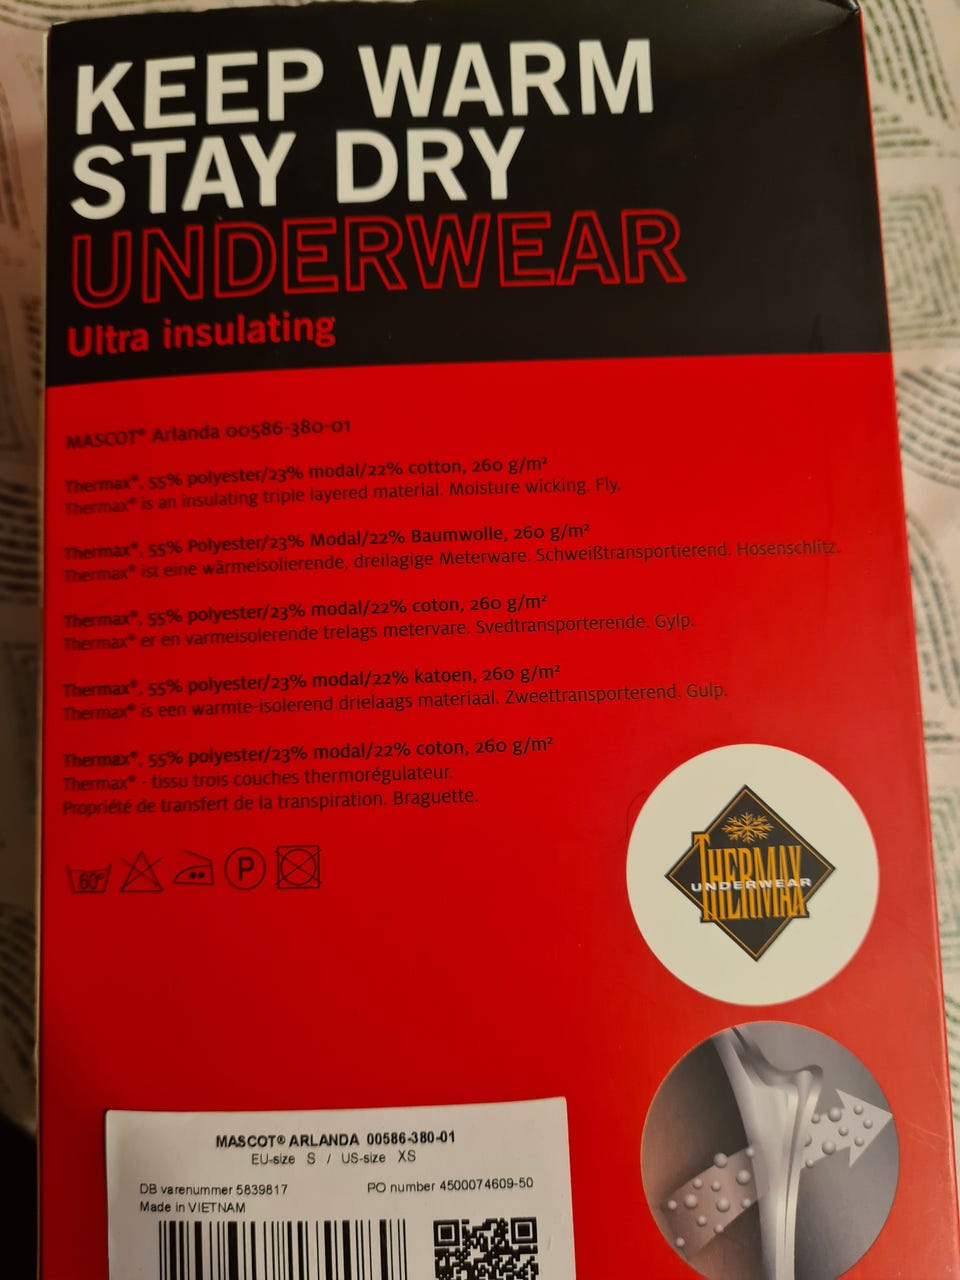 KEEP WARM
STAY DRY
UNDERWEAR
Ultra insulating
MASCOT® Arlanda 00586-380-01
Thermax®, 55% polyester/23% modal/22% cotton, 260 g/m²
Thermax® is an insulating triple layered material. Moisture wicking. Fly.
Thermax®, 55% Polyester/23% Modal/22% Baumwolle, 260 g/m²
Thermax® ist eine wärmeisolierende, dreilagige Meterware. Schweißtransportierend. Hosenschlitz.
Thermax®, 55% polyester/23% modal/22% coton, 260 g/m²
Thermax® er en varmeisolerende trelags metervare. Svedtransporterende. Gylp.
Thermax®, 55% polyester/23% modal/22% katoen, 260 g/m²
Thermax® is een warmte-isolerend drielaags materiaal. Zweettransporterend. Gulp.
Thermax®, 55% polyester/23% modal/22% coton, 260 g/m²
Thermax® - tissu trois couches thermorégulateur.
Propriété de transfert de la transpiration. Braguette.
60° P
THERMAX
UNDERWEAR
THERMAX
MASCOT® ARLANDA 00586-380-01
EU-size S / US-size XS
DB varenummer 5839817 PO number 4500074609-50
Made in VIETNAM